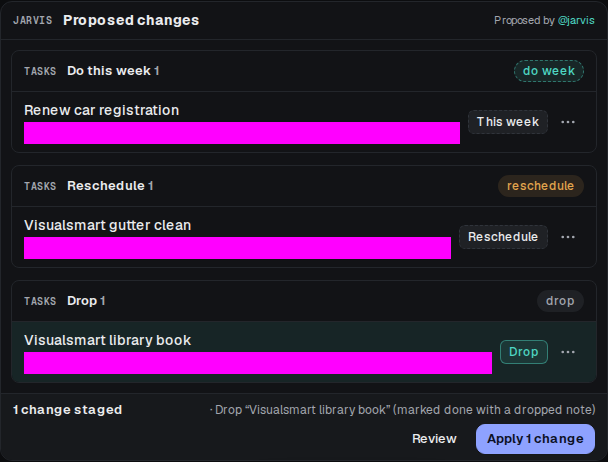 JARVIS Proposed changes Proposed by @jarvis
TASKS Do this week 1 do week
Renew car registration
This week ···
TASKS Reschedule 1 reschedule
Visualsmart gutter clean
Reschedule ···
TASKS Drop 1 drop
Visualsmart library book
Drop ···
1 change staged · Drop “Visualsmart library book” (marked done with a dropped note)
Review Apply 1 change